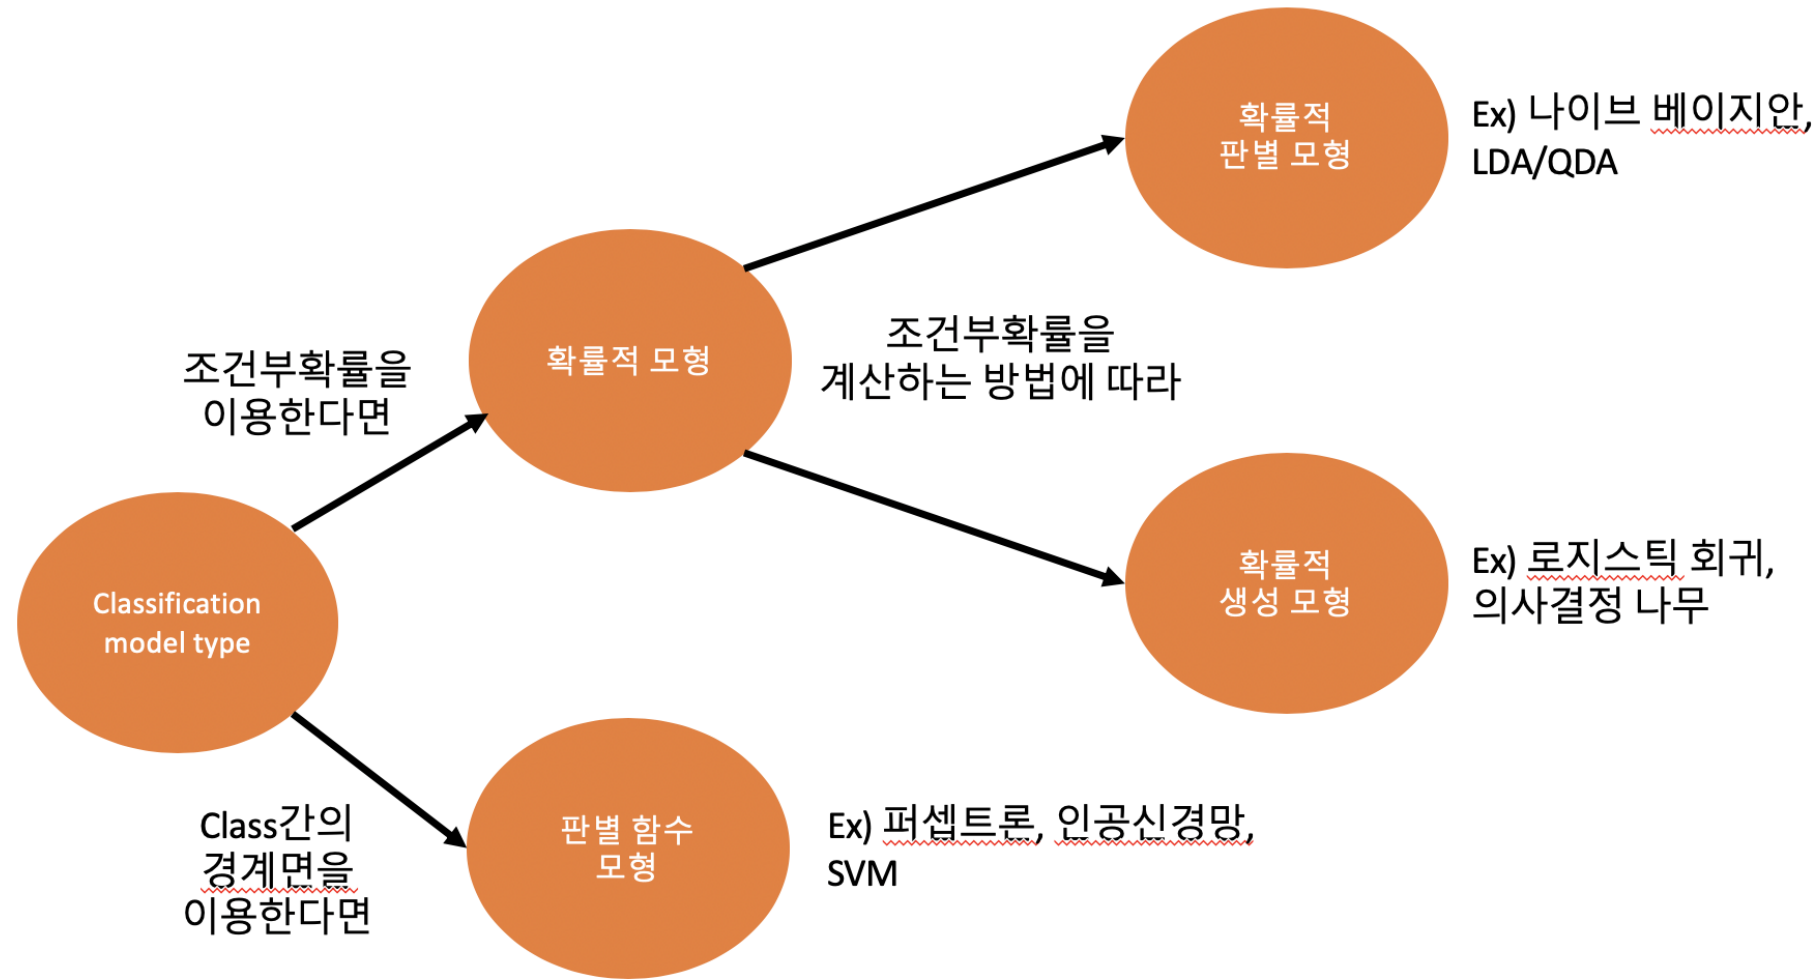 확률적
판별 모형
Ex) 나이브 베이지안,
LDA/QDA
확률적 모형
조건부확률을
계산하는 방법에 따라
조건부확률을
이용한다면
확률적
생성 모형
Ex) 로지스틱 회귀,
의사결정 나무
Classification
model type
Class간의
경계면을
이용한다면
판별 함수
모형
Ex) 퍼셉트론, 인공신경망,
SVM